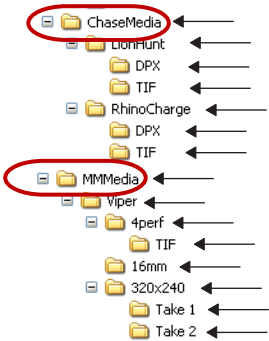 ChaseMedia
LionHunt
DPX
TIF
RhinoCharge
DPX
TIF
MMMedia
Viper
4perf
TIF
16mm
320x240
Take 1
Take 2